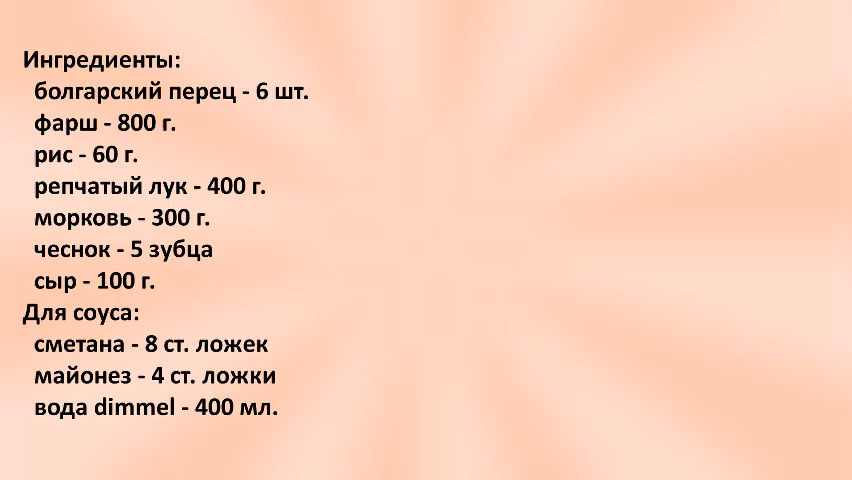 Ингредиенты:
болгарский перец - 6 шт.
фарш - 800 г.
рис - 60 г.
репчатый лук - 400 г.
морковь - 300 г.
чеснок - 5 зубца
сыр - 100 г.
Для соуса:
сметана - 8 ст. ложек
майонез - 4 ст. ложки
вода dimmel - 400 мл.